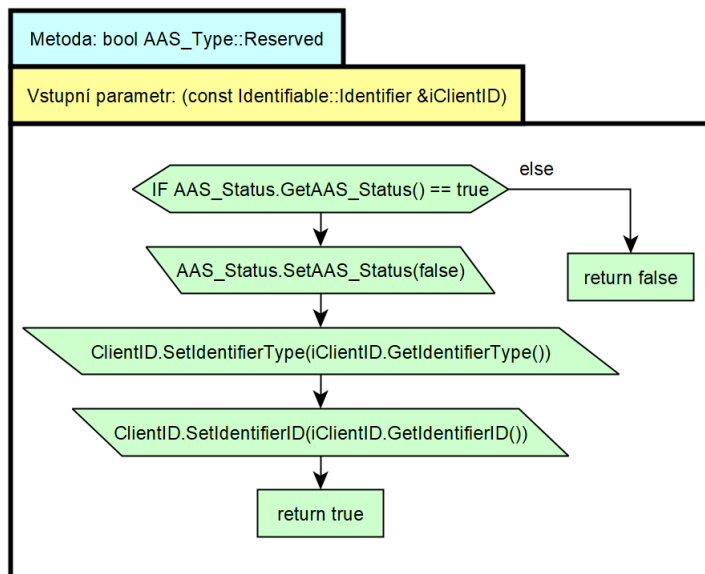 Metoda: bool AAS_Type::Reserved
Vstupní parametr: (const Identifiable::Identifier &iClientID)
IF AAS_Status.GetAAS_Status() == true
else
AAS_Status.SetAAS_Status(false)
return false
ClientID.SetIdentifierType(iClientID.GetIdentifierType())
ClientID.SetIdentifierID(iClientID.GetIdentifierID())
return true